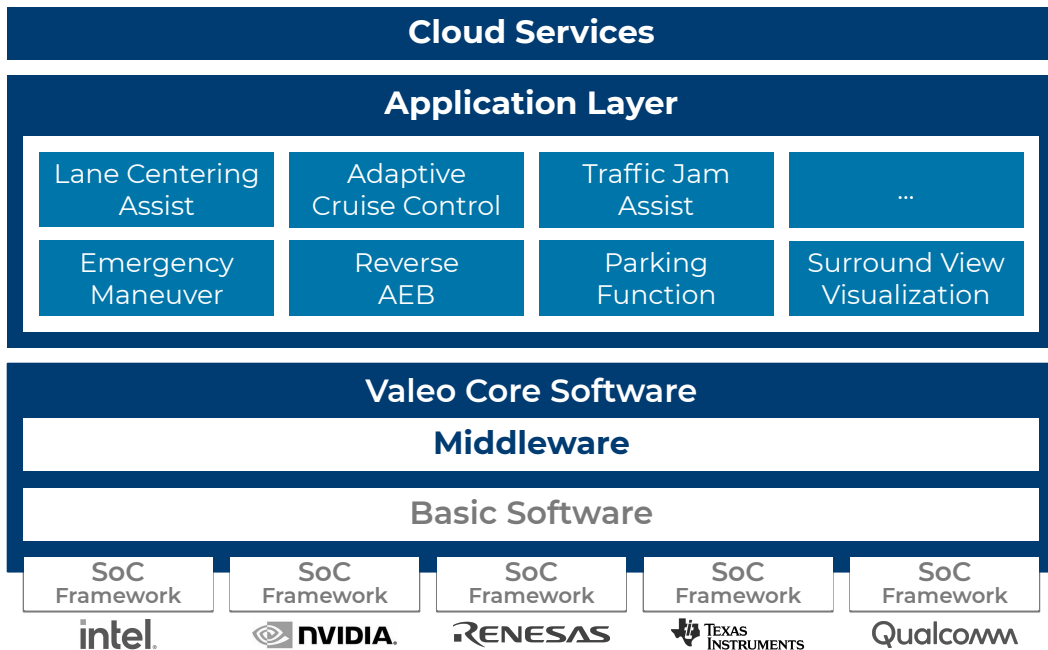 Cloud Services
Application Layer
Lane Centering
Assist
Adaptive
Cruise Control
Traffic Jam
Assist
...
Emergency
Maneuver
Reverse
AEB
Parking
Function
Surround View
Visualization
Valeo Core Software
Middleware
Basic Software
SoC
Framework
SoC
Framework
SoC
Framework
SoC
Framework
SoC
Framework
intel.
NVIDIA.
RENESAS
TEXAS
INSTRUMENTS
Qualcomm